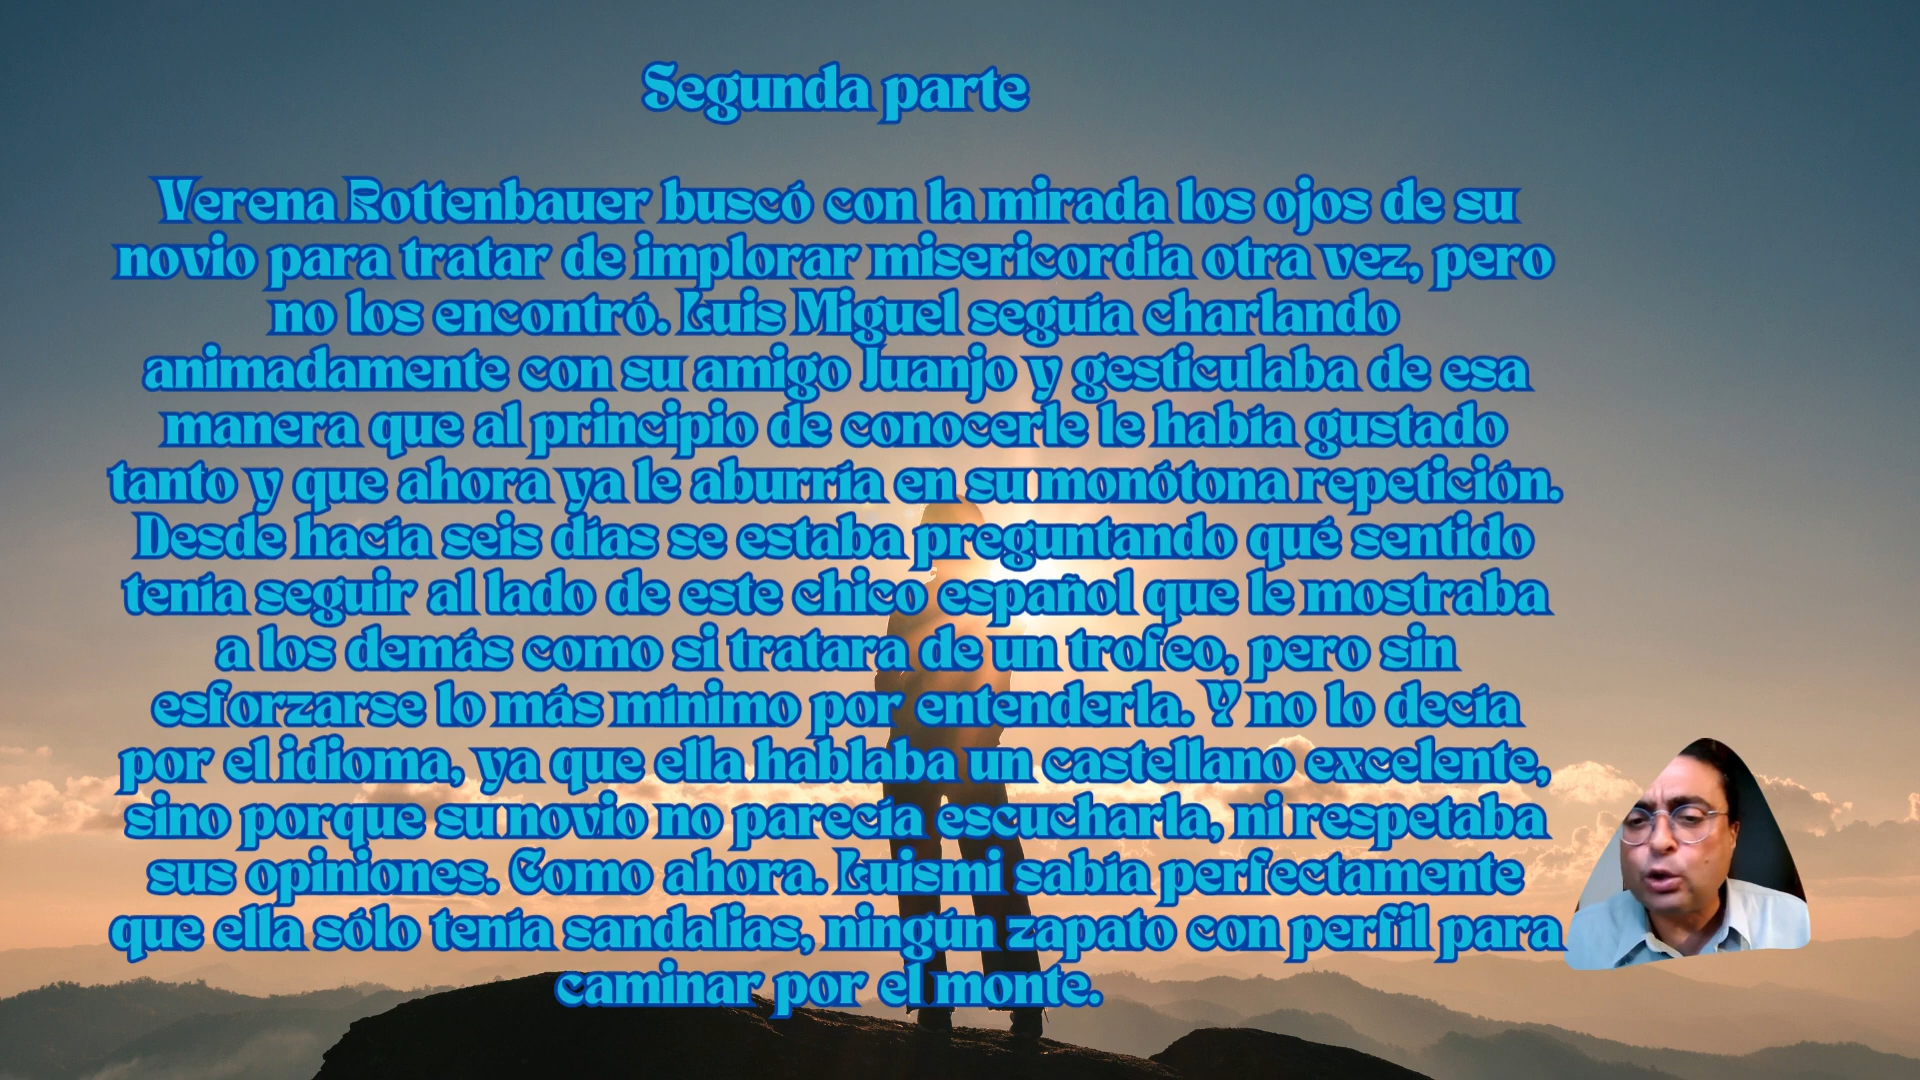 Segunda parte
Verena Rottenbauer buscó con la mirada los ojos de su
novio para tratar de implorar misericordia otra vez, pero
no los encontró. Luis Miguel seguía charlando
animadamente con su amigo Juanjo y gesticulaba de esa
manera que al principio de conocerle le había gustado
tanto y que ahora ya le aburría en su monótona repetición.
Desde hacía seis días se estaba preguntando qué sentido
tenía seguir al lado de este chico español que le mostraba
a los demás como si tratara de un trofeo, pero sin
esforzarse lo más mínimo por entenderla. Y no lo decía
por el idioma, ya que ella hablaba un castellano excelente,
sino porque su novio no parecía escucharla, ni respetaba
sus opiniones. Como ahora. Luismi sabía perfectamente
que ella sólo tenía sandalias, ningún zapato con perfil para
caminar por el monte.